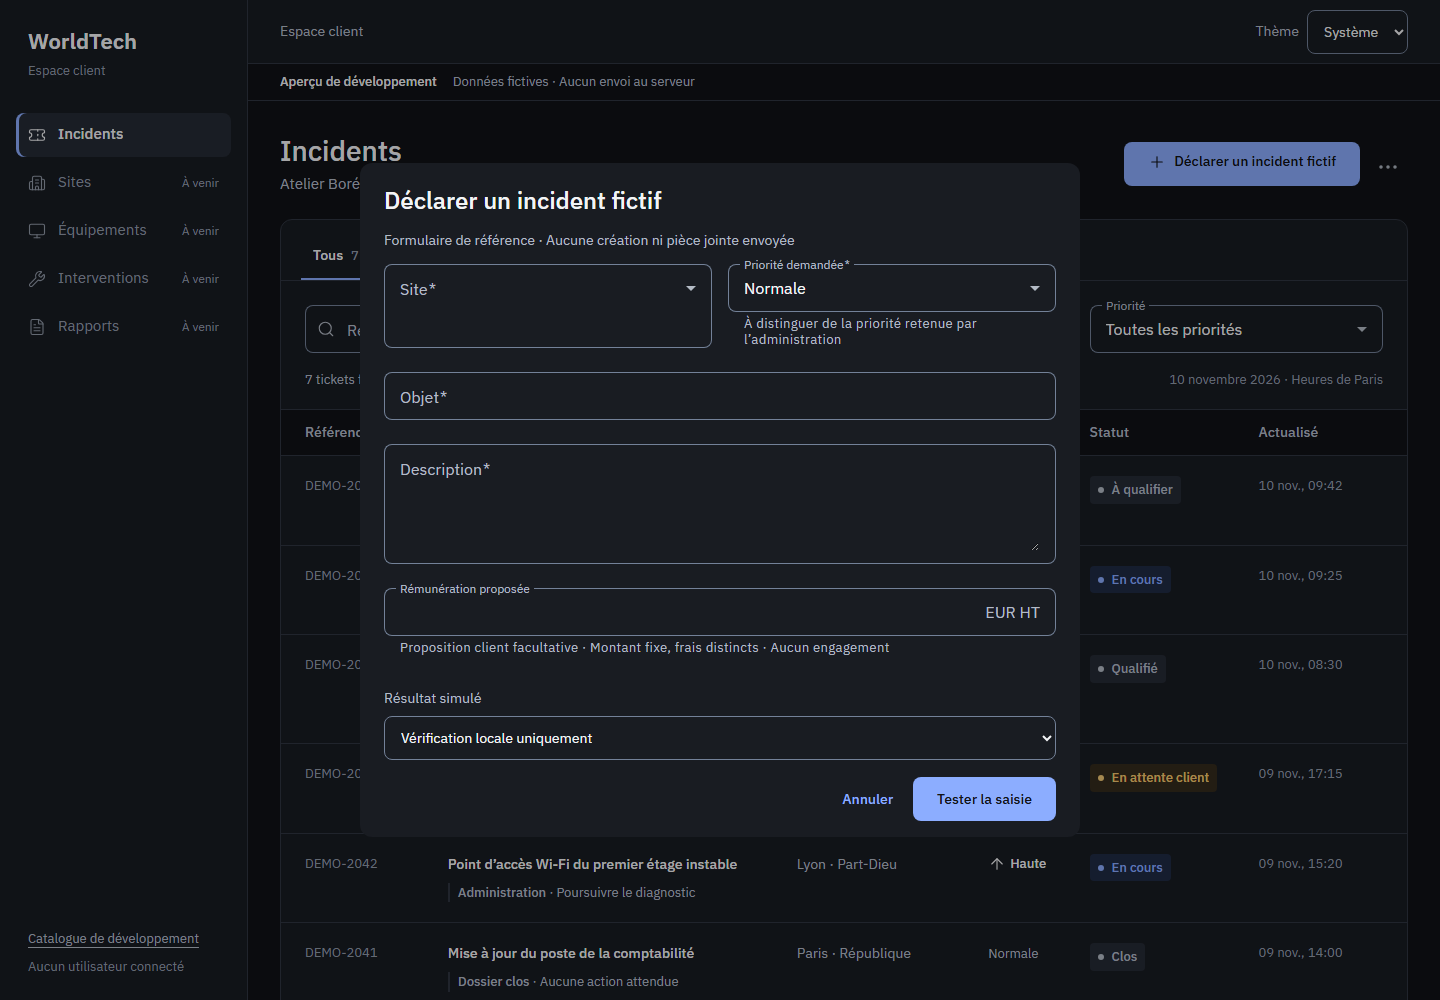 WorldTech
Espace client
Incidents
Sites À venir
Équipements À venir
Interventions À venir
Rapports À venir
Catalogue de développement
Aucun utilisateur connecté
Espace client
Thème Système
Aperçu de développement Données fictives · Aucun envoi au serveur
Incidents
Atelier Boré
Déclarer un incident fictif
Tous 7
Priorité
Toutes les priorités
7 tickets
10 novembre 2026 · Heures de Paris
Statut Actualisé
À qualifier 10 nov., 09:42
En cours 10 nov., 09:25
Qualifié 10 nov., 08:30
En attente client 09 nov., 17:15
DEMO-2042 Point d’accès Wi-Fi du premier étage instable Lyon · Part-Dieu Haute En cours 09 nov., 15:20
Administration · Poursuivre le diagnostic
DEMO-2041 Mise à jour du poste de la comptabilité Paris · République Normale Clos 09 nov., 14:00
Dossier clos · Aucune action attendue
Déclarer un incident fictif
Formulaire de référence · Aucune création ni pièce jointe envoyée
Site*
Priorité demandée*
Normale
À distinguer de la priorité retenue par
l’administration
Objet*
Description*
Rémunération proposée
EUR HT
Proposition client facultative · Montant fixe, frais distincts · Aucun engagement
Résultat simulé
Vérification locale uniquement
Annuler Tester la saisie